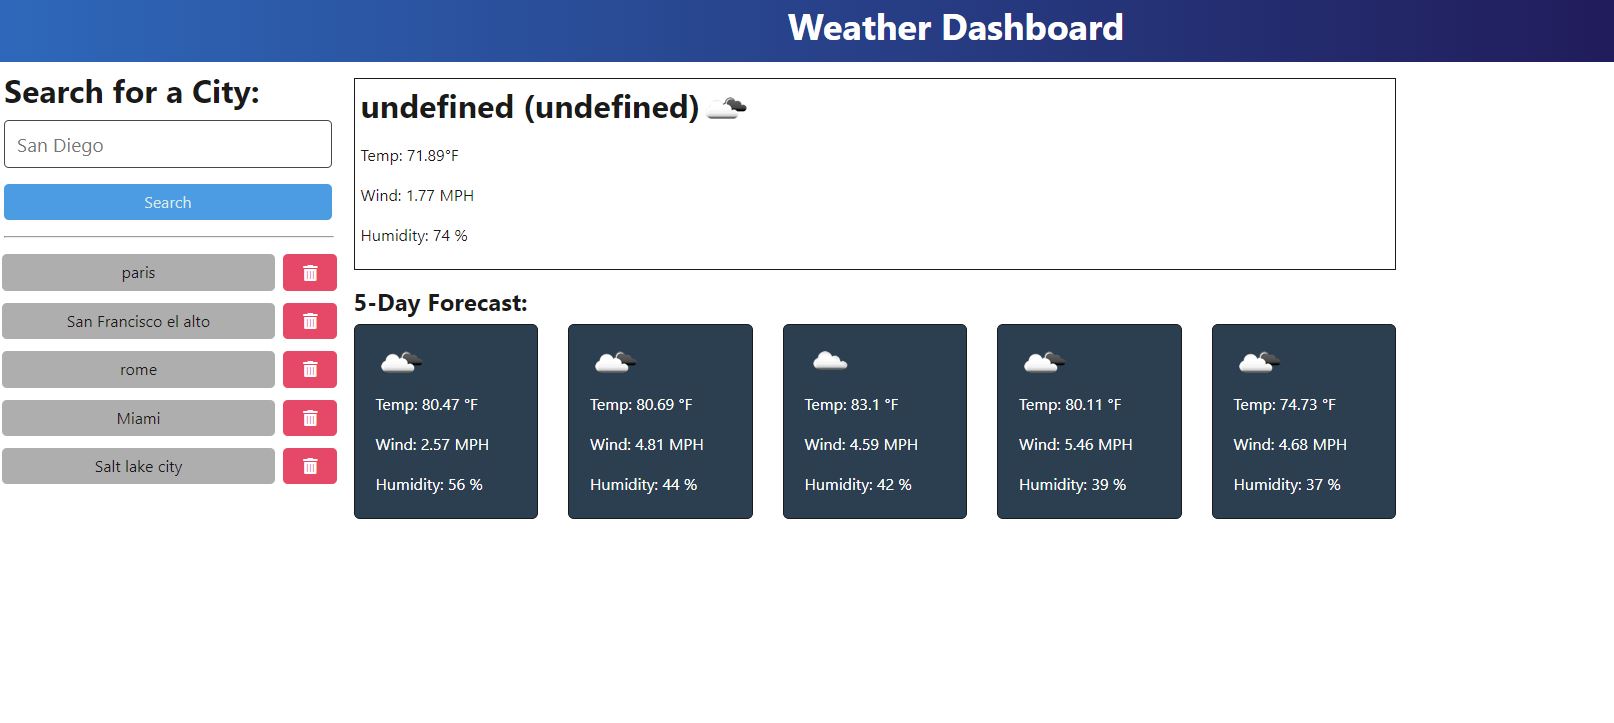 Weather Dashboard
Search for a City:
San Diego
Search
paris
San Francisco el alto
rome
Miami
Salt lake city
undefined (undefined)
Temp: 71.89°F
Wind: 1.77 MPH
Humidity: 74 %
5-Day Forecast:
Temp: 80.47 °F
Wind: 2.57 MPH
Humidity: 56 %
Temp: 80.69 °F
Wind: 4.81 MPH
Humidity: 44 %
Temp: 83.1 °F
Wind: 4.59 MPH
Humidity: 42 %
Temp: 80.11 °F
Wind: 5.46 MPH
Humidity: 39 %
Temp: 74.73 °F
Wind: 4.68 MPH
Humidity: 37 %